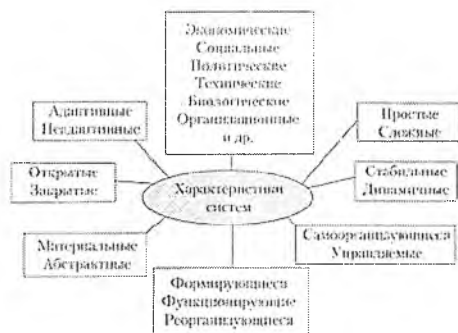 Экономические
Социальные
Политические
Технические
Биологические
Организационные
и др.
Адаптивные
Неадаптивные
Простые
Сложные
Открытые
Закрытые
Характеристики
систем
Стабильные
Динамичные
Материальные
Абстрактные
Самоорганизующиеся
Управляемые
Формирующиеся
Функционирующие
Реорганизующиеся